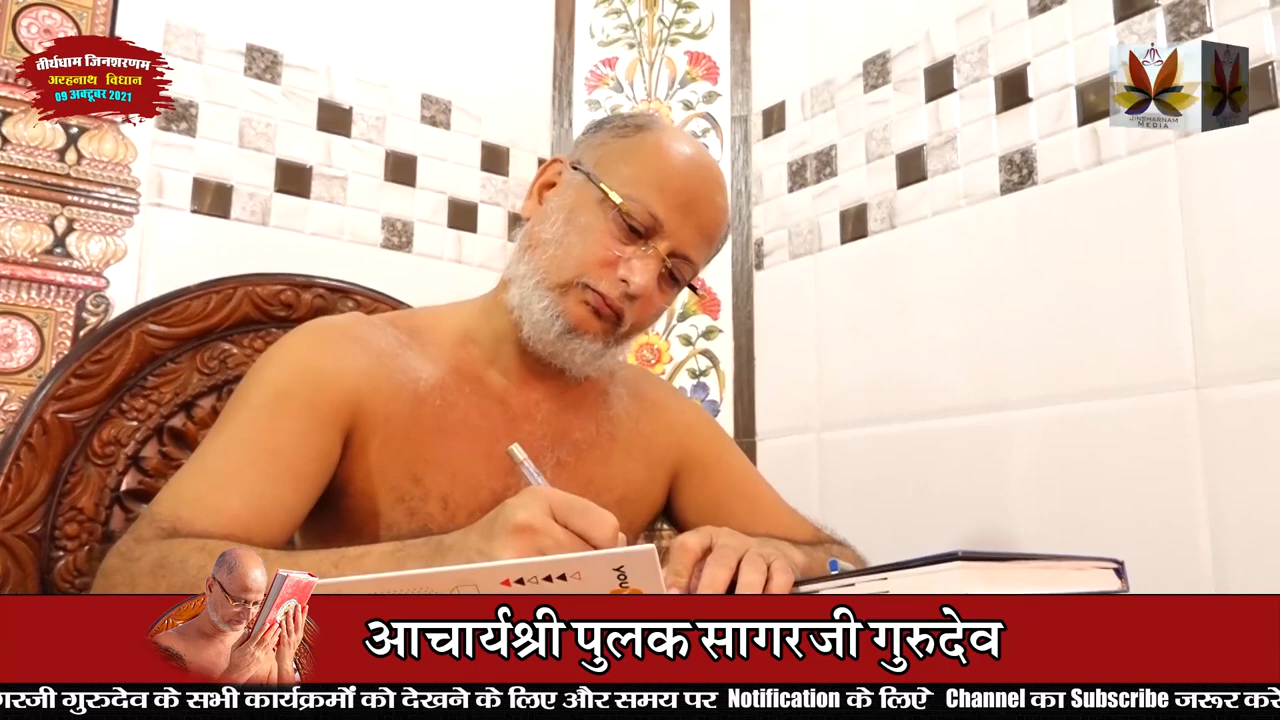 तीर्थधाम जिनशरणम
अरहनाथ विधान
09 अक्टूबर 2021
JINSHARNAM
MEDIA
you
आचार्यश्री पुलक सागरजी गुरुदेव
गरजी गुरुदेव के सभी कार्यक्रमों को देखने के लिए और समय पर Notification के लिऐ Channel का Subscribe जरूर करे